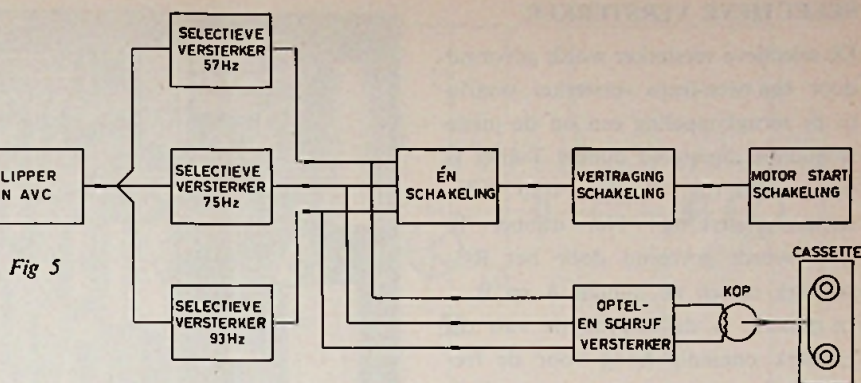 SELECTIEVE
VERSTERKER
57Hz
LIPPER
N AVC
SELECTIEVE
VERSTERKER
75Hz
ÉN
SCHAKELING
VERTRAGING
SCHAKELING
MOTOR START
SCHAKELING
Fig 5
SELECTIEVE
VERSTERKER
93Hz
OPTEL-
EN SCHRIJF
VERSTERKER
KOP
CASSETTE